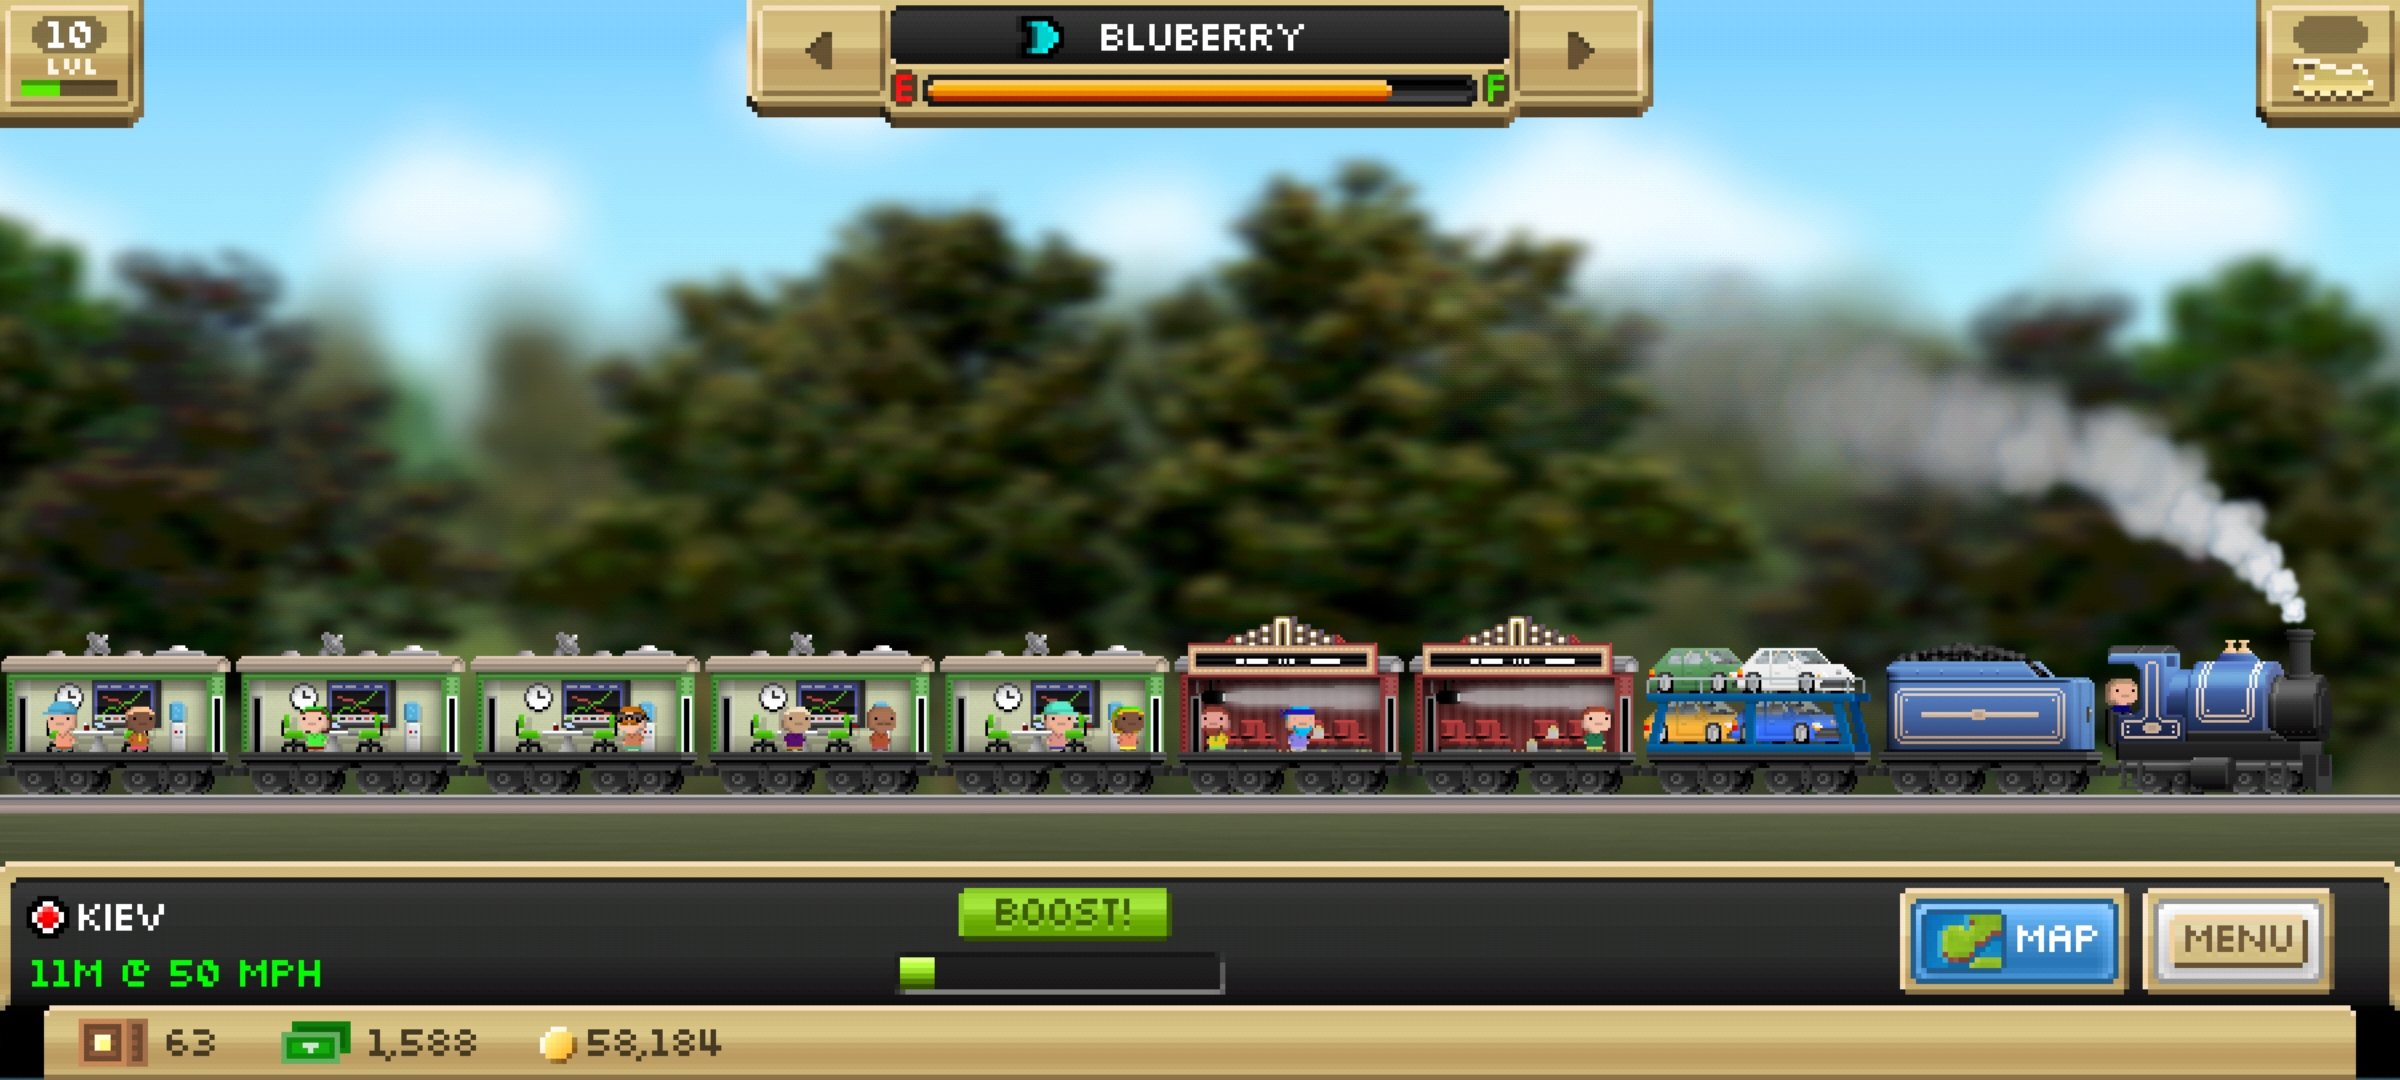 10
LVL
BLUBERRY
E F
KIEV
11M @ 50 MPH
BOOST!
MAP
MENU
63
1,588
58,184